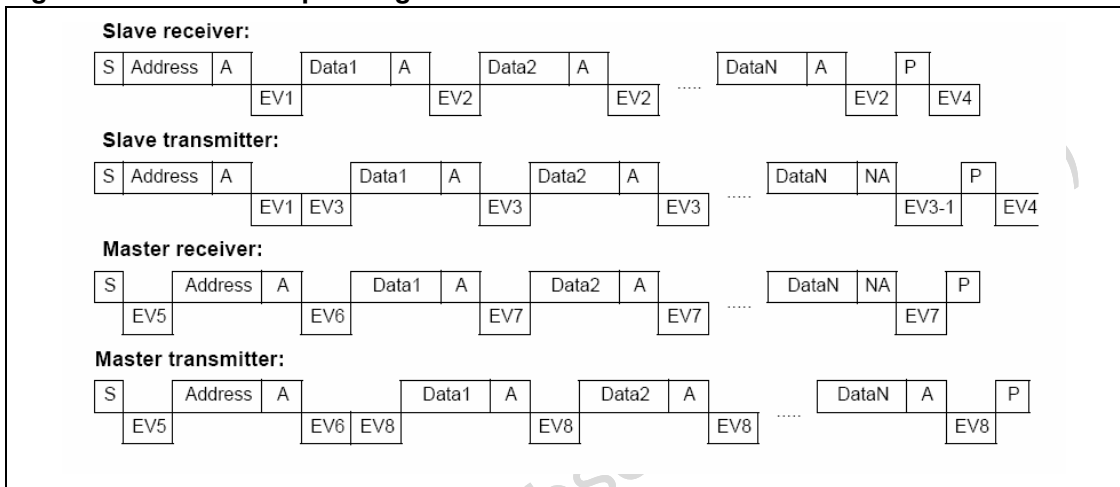 Slave receiver:
S Address A Data1 A Data2 A ..... DataN A P
EV1 EV2 EV2 EV2 EV4
Slave transmitter:
S Address A Data1 A Data2 A ..... DataN NA P
EV1 EV3 EV3 EV3 EV3-1 EV4
Master receiver:
S Address A Data1 A Data2 A ..... DataN NA P
EV5 EV6 EV7 EV7 EV7
Master transmitter:
S Address A Data1 A Data2 A ..... DataN A P
EV5 EV6 EV8 EV8 EV8 EV8